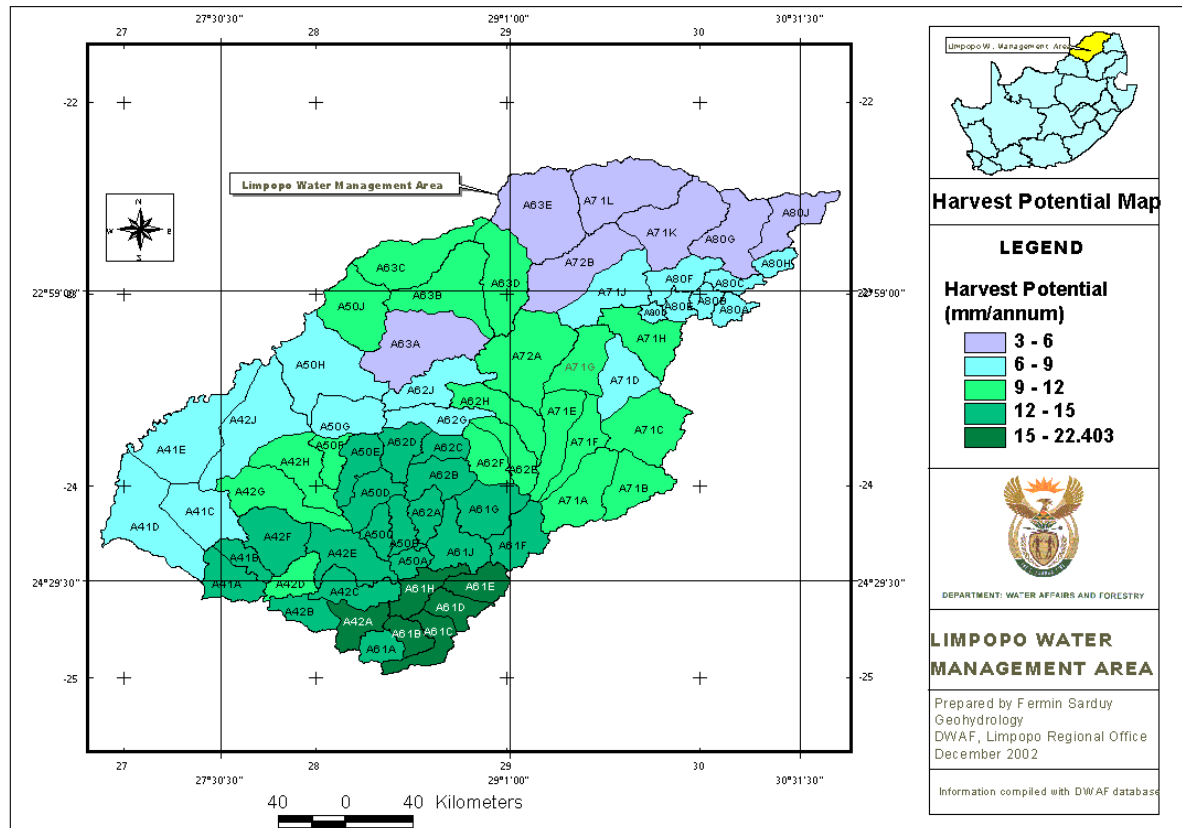 27°30'30"
29°1'00"
30°31'30"
27
28
30
Limpopo W. Management Area
-22
-22
Harvest Potential Map
LEGEND
Harvest Potential
(mm/annum)
3 - 6
6 - 9
9 - 12
12 - 15
15 - 22.403
Limpopo Water Management Area
N
W
E
S
A63E
A71L
A80J
A71K
A80G
A72B
A80H
A63C
A80F
A80C
A63D
A71J
A63B
22°59'00"
A50J
A80E
A80B
A80A
A80D
A63A
A72A
A71H
A50H
A71G
A71D
A62J
A62H
A42J
A71E
A50G
A62G
A71C
A41E
A50F
A50E
A62D
A62C
A71F
A42H
A62F
A62E
A62B
A42G
A50D
A71B
-24
-24
A71A
A41C
A62A
A61G
A41D
A42F
A50C
A50B
A61F
A41B
A42E
A61J
A50A
24°29'30"
24°29'30"
A41A
A42D
A61H
A61E
A42C
A42B
A61D
A42A
A61B
A61C
A61A
-25
-25
27
28
30
27°30'30"
29°1'00"
30°31'30"
40
0
40
Kilometers
DEPARTMENT: WATER AFFAIRS AND FORESTRY
LIMPOPO WATER
MANAGEMENT AREA
Prepared by Fermin Sarduy
Geohydrology
DWAF, Limpopo Regional Office
December 2002
Information compiled with DWAF database